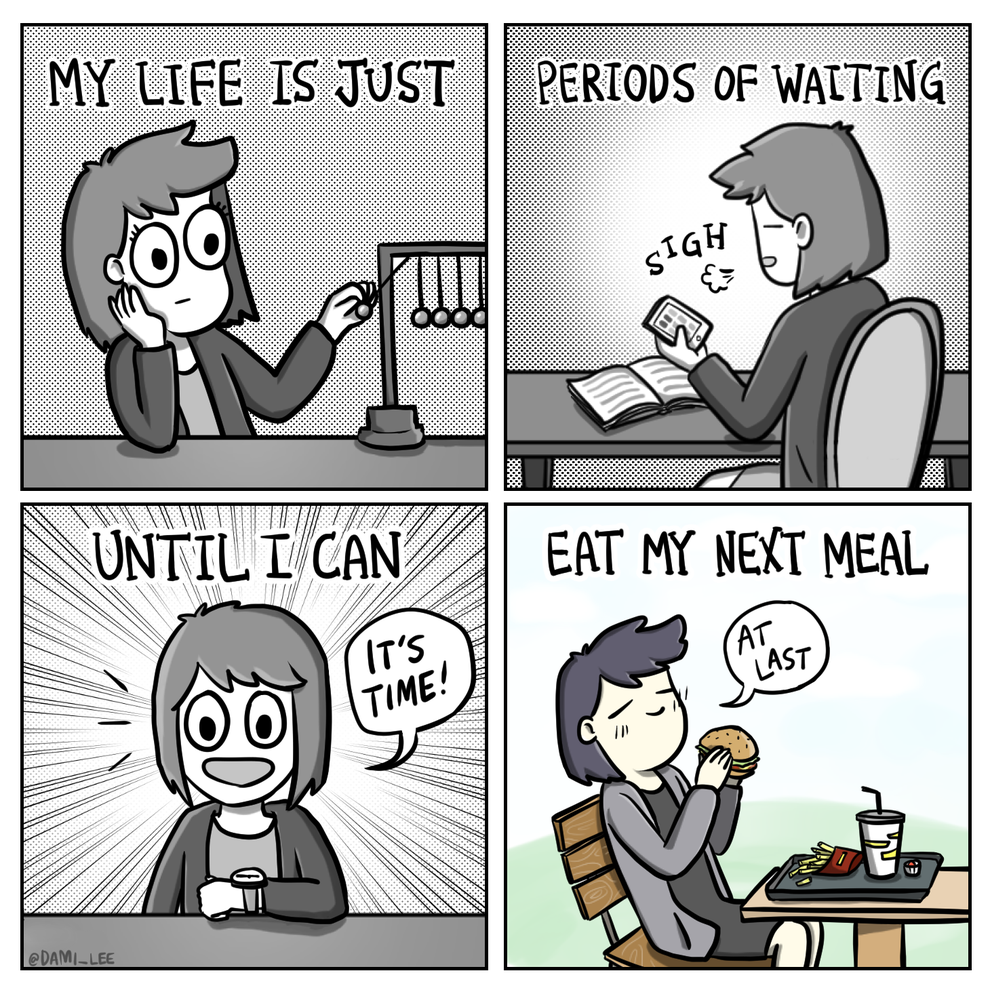 MY LIFE IS JUST
PERIODS OF WAITING
SIGH
UNTIL I CAN
IT'S
TIME!
@DAMI_LEE
EAT MY NEXT MEAL
AT
LAST